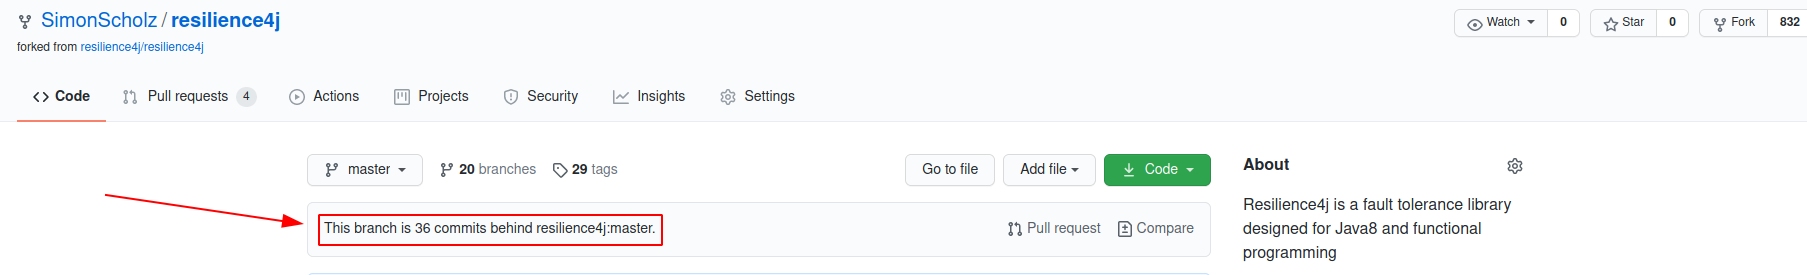 SimonScholz / resilience4j
Watch 0 Star 0 Fork 832
forked from resilience4j/resilience4j
Code Pull requests 4 Actions Projects Security Insights Settings
master 20 branches 29 tags Go to file Add file Code
This branch is 36 commits behind resilience4j:master. Pull request Compare
About
Resilience4j is a fault tolerance library
designed for Java8 and functional
programming